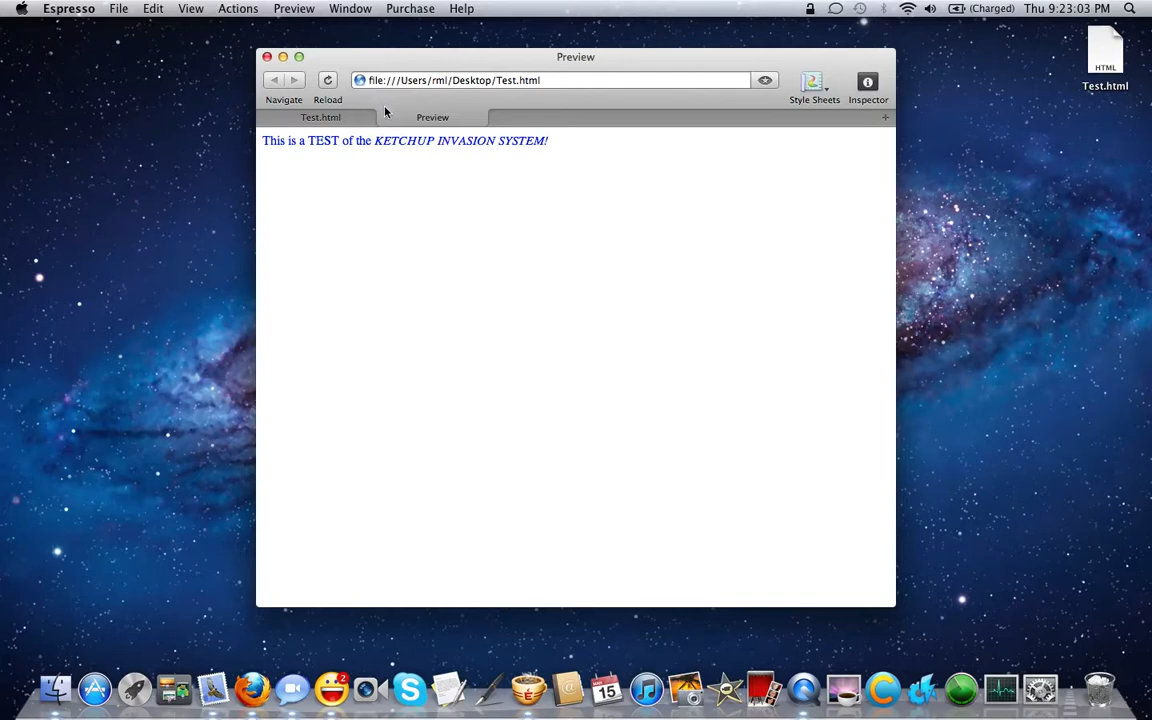 Espresso File Edit View Actions Preview Window Purchase Help (Charged) Thu 9:23:03 PM
Preview
file:///Users/rml/Desktop/Test.html
Navigate Reload Style Sheets Inspector
Test.html Preview +
This is a TEST of the KETCHUP INVASION SYSTEM!
HTML
Test.html
2
15